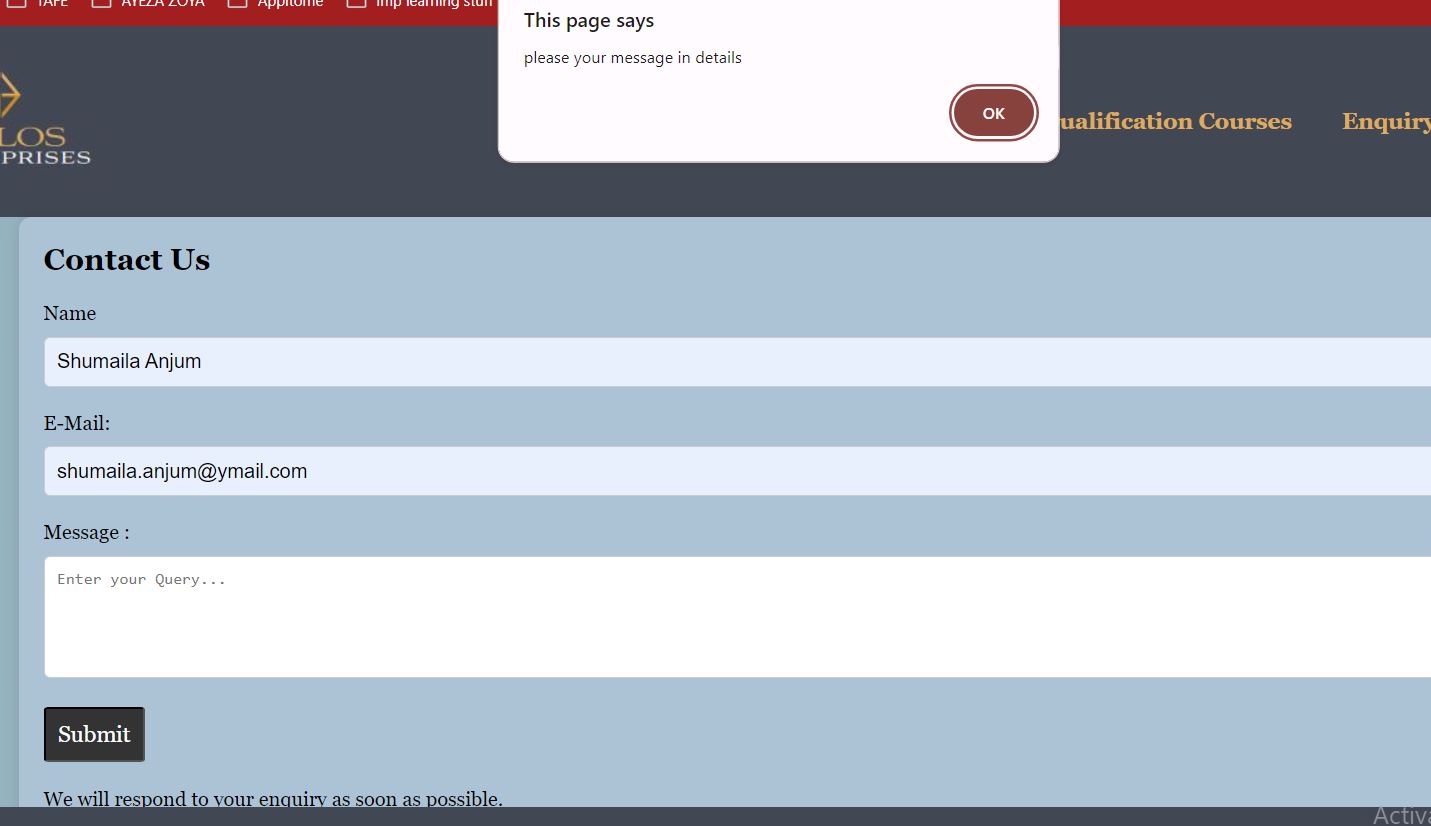 TAFE AYEZA ZOYA Appitome Imp learning stuff
This page says
please your message in details
OK
LOS
PRISES
ualification Courses Enquiry
Contact Us
Name
Shumaila Anjum
E-Mail:
shumaila.anjum@ymail.com
Message :
Enter your Query...
Submit
We will respond to your enquiry as soon as possible.
Activa